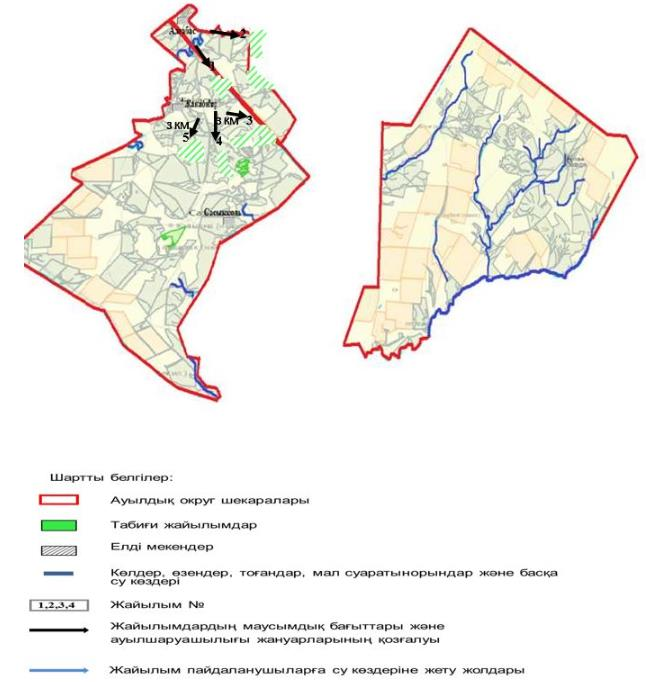 2
1
3 КМ
3 КМ
3
5
4
Шартты белгілер:
Ауылдық округ шекаралары
Табиғи жайылымдар
Елді мекендер
Көлдер, өзендер, тоғандар, мал суаратынорындар және басқа
су көздері
1,2,3,4
Жайылым №
Жайылымдардың маусымдық бағыттары және
ауылшаруашылығы жануарларының қозғалуы
Жайылым пайдаланушыларға су көздеріне жету жолдары